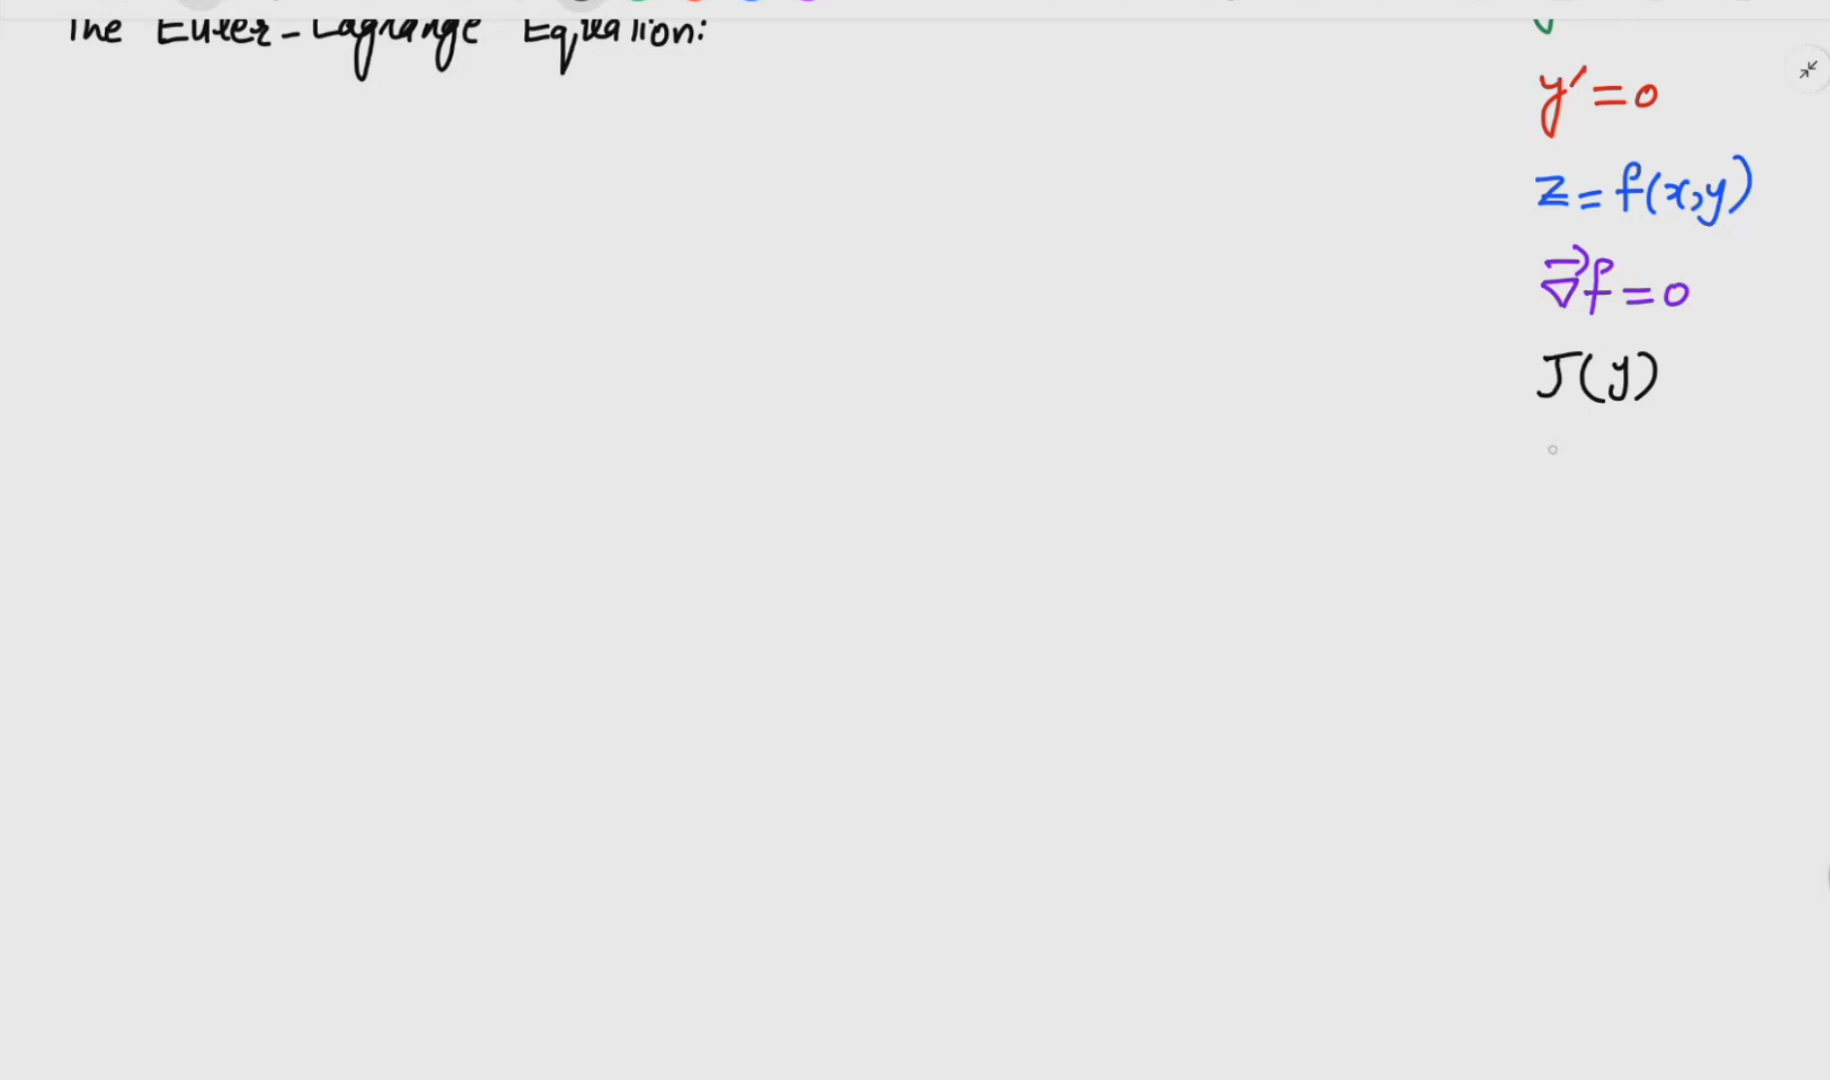 The Euler-Lagrange Equation:
y′=0
z=f(x,y)
∇⃗f=0
J(y)